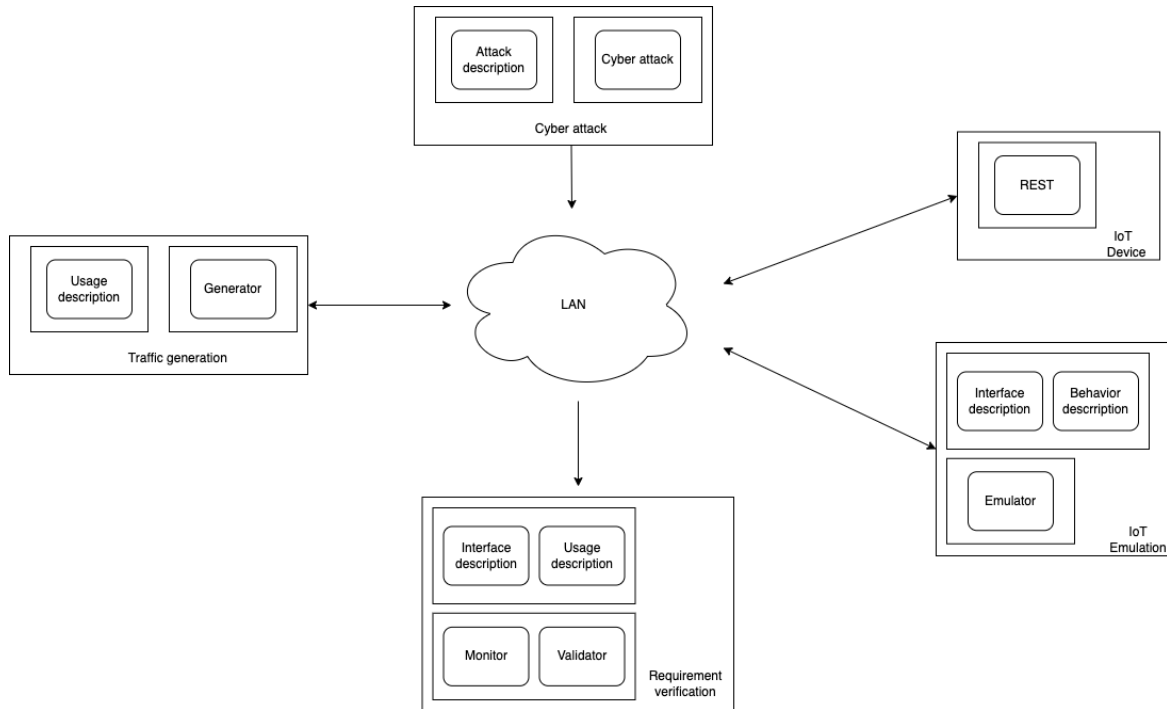 Attack
description
Cyber attack
Cyber attack
REST
IoT
Device
Usage
description
Generator
Traffic generation
LAN
Interface
description
Behavior
descrription
Emulator
IoT
Emulation
Interface
description
Usage
description
Monitor
Validator
Requirement
verification